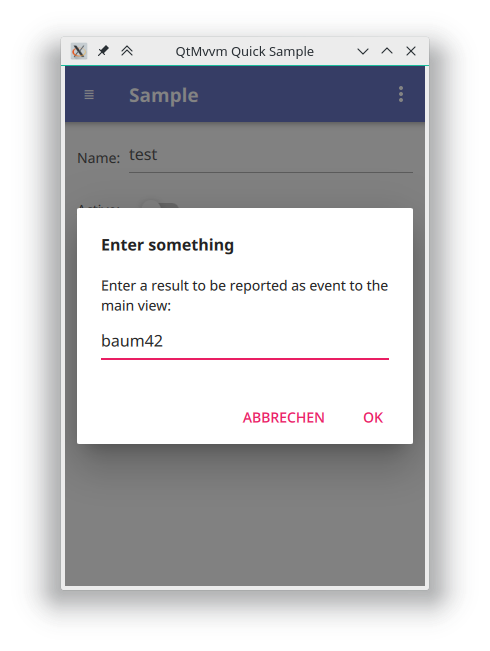 QtMvvm Quick Sample
Sample
Name: test
Enter something
Enter a result to be reported as event to the
main view:
baum42
ABBRECHEN OK